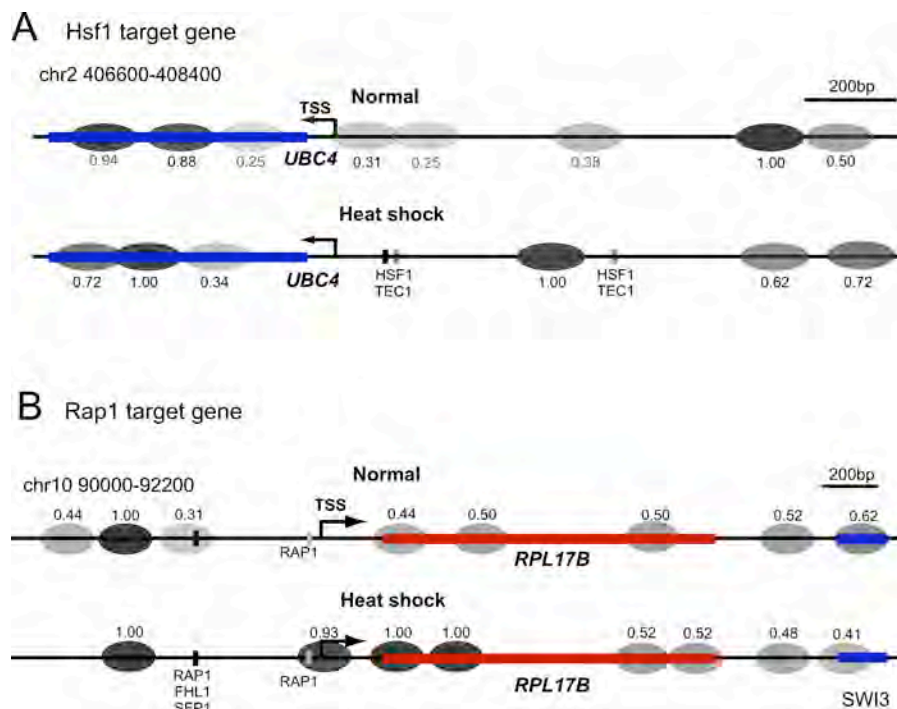 A Hsf1 target gene
chr2 406600-408400
Normal
200bp
TSS
0.94 0.88 0.25 UBC4 0.31 0.25 0.38 1.00 0.50
Heat shock
0.72 1.00 0.34 UBC4 HSF1 1.00 HSF1 0.62 0.72
TEC1 TEC1
B Rap1 target gene
chr10 90000-92200
Normal
200bp
0.44 1.00 0.31 TSS 0.44 0.50 0.50 0.52 0.62
RAP1 RPL17B
Heat shock
1.00 0.93 1.00 1.00 0.52 0.52 0.48 0.41
RAP1 RAP1 RPL17B
FHL1
SFP1 SWI3